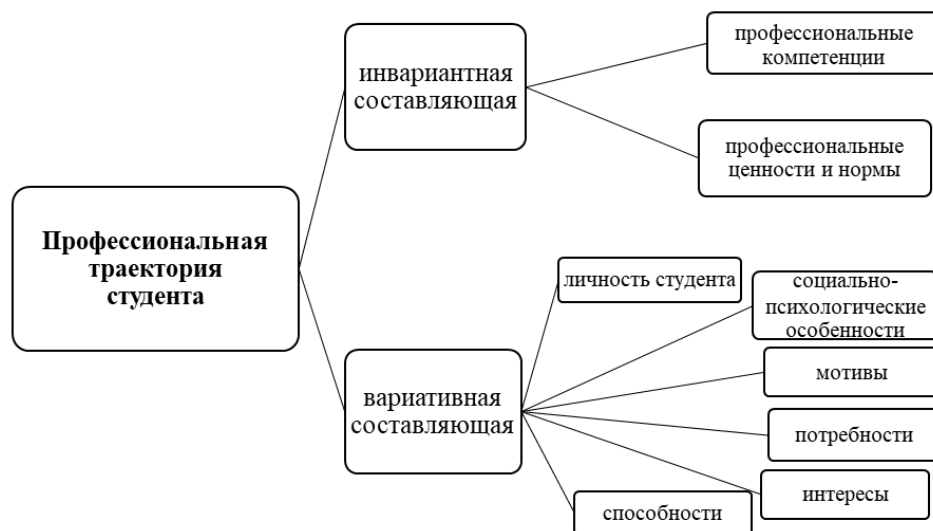 Профессиональная
траектория
студента
инвариантная
составляющая
профессиональные
компетенции
профессиональные
ценности и нормы
вариативная
составляющая
личность студента
социально-
психологические
особенности
мотивы
потребности
интересы
способности